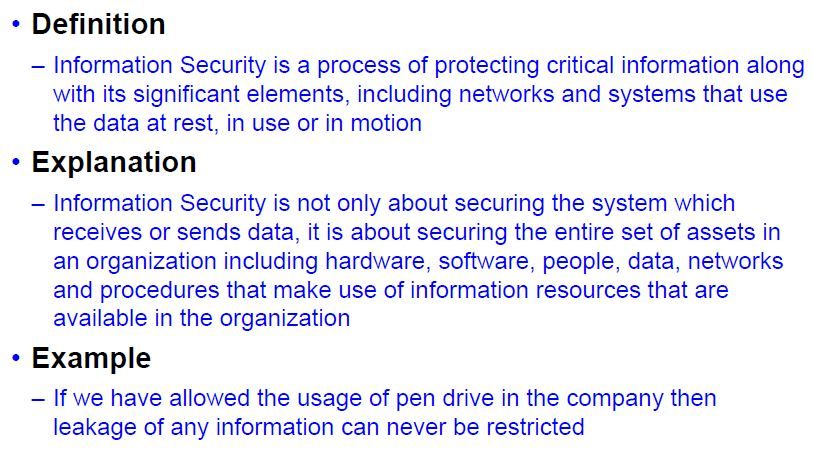 • Definition
– Information Security is a process of protecting critical information along
with its significant elements, including networks and systems that use
the data at rest, in use or in motion
• Explanation
– Information Security is not only about securing the system which
receives or sends data, it is about securing the entire set of assets in
an organization including hardware, software, people, data, networks
and procedures that make use of information resources that are
available in the organization
• Example
– If we have allowed the usage of pen drive in the company then
leakage of any information can never be restricted